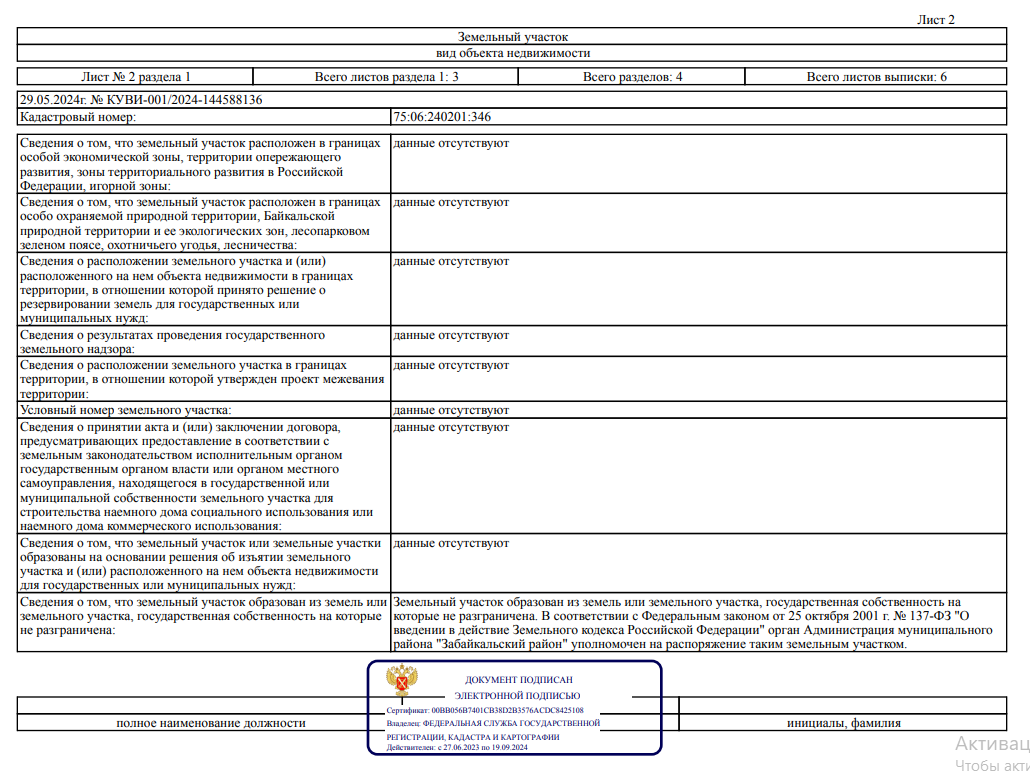 Лист 2
Земельный участок
вид объекта недвижимости
Лист № 2 раздела 1 Всего листов раздела 1: 3 Всего разделов: 4 Всего листов выписки: 6
29.05.2024г. № КУВИ-001/2024-144588136
Кадастровый номер: 75:06:240201:346
Сведения о том, что земельный участок расположен в границах данные отсутствуют
особой экономической зоны, территории опережающего
развития, зоны территориального развития в Российской
Федерации, игорной зоны:
Сведения о том, что земельный участок расположен в границах данные отсутствуют
особо охраняемой природной территории, Байкальской
природной территории и ее экологических зон, лесопарковом
зеленом поясе, охотничьего угодья, лесничества:
Сведения о расположении земельного участка и (или) данные отсутствуют
расположенного на нем объекта недвижимости в границах
территории, в отношении которой принято решение о
резервировании земель для государственных или
муниципальных нужд:
Сведения о результатах проведения государственного данные отсутствуют
земельного надзора:
Сведения о расположении земельного участка в границах данные отсутствуют
территории, в отношении которой утвержден проект межевания
территории:
Условный номер земельного участка: данные отсутствуют
Сведения о принятии акта и (или) заключении договора, данные отсутствуют
предусматривающих предоставление в соответствии с
земельным законодательством исполнительным органом
государственным органом власти или органом местного
самоуправления, находящегося в государственной или
муниципальной собственности земельного участка для
строительства наемного дома социального использования или
наемного дома коммерческого использования:
Сведения о том, что земельный участок или земельные участки данные отсутствуют
образованы на основании решения об изъятии земельного
участка и (или) расположенного на нем объекта недвижимости
для государственных или муниципальных нужд:
Сведения о том, что земельный участок образован из земель или Земельный участок образован из земель или земельного участка, государственная собственность на
земельного участка, государственная собственность на которые которые не разграничена. В соответствии с Федеральным законом от 25 октября 2001 г. № 137-ФЗ "О
не разграничена: введении в действие Земельного кодекса Российской Федерации" орган Администрация муниципального
района "Забайкальский район" уполномочен на распоряжение таким земельным участком.
ДОКУМЕНТ ПОДПИСАН
ЭЛЕКТРОННОЙ ПОДПИСЬЮ
Сертификат: 00BB056B7401CB38D2B3576ACDC8425108
Владелец: ФЕДЕРАЛЬНАЯ СЛУЖБА ГОСУДАРСТВЕННОЙ
РЕГИСТРАЦИИ, КАДАСТРА И КАРТОГРАФИИ
Действителен: с 27.06.2023 по 19.09.2024
полное наименование должности инициалы, фамилия
Активац
Чтобы акти